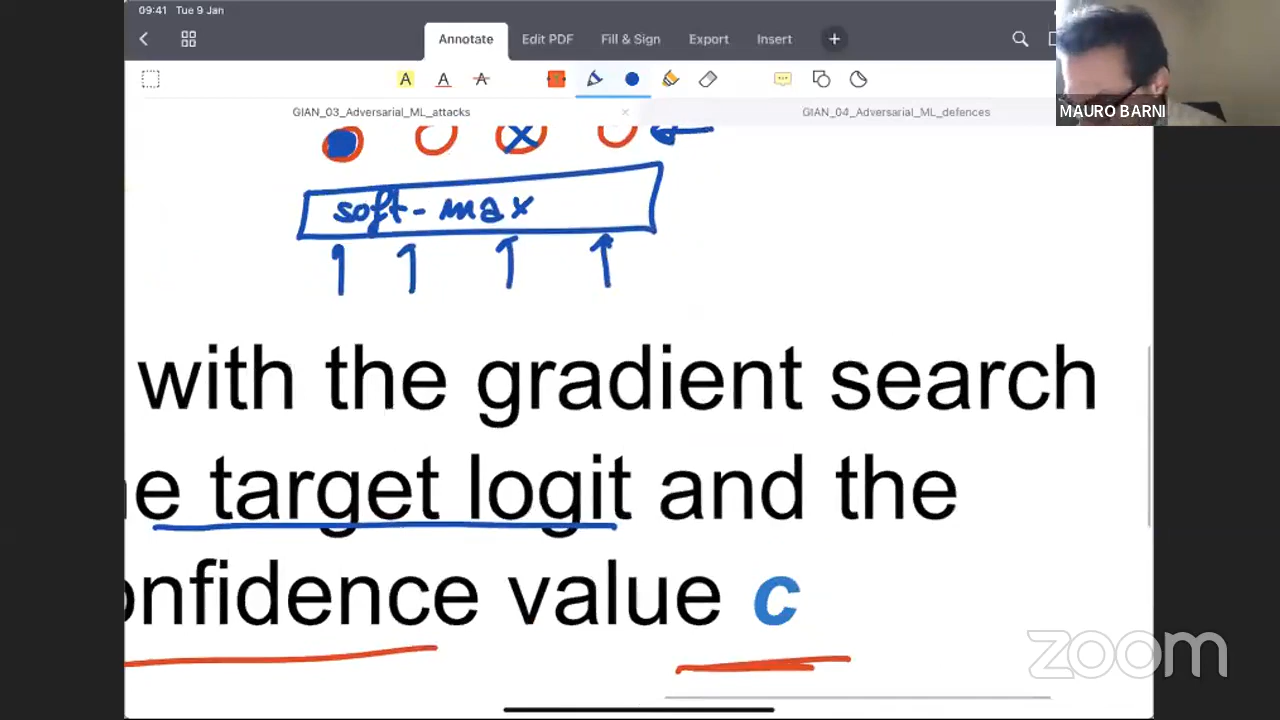 09:41 Tue 9 Jan
Annotate Edit PDF Fill & Sign Export Insert
A A A
MAURO BARNI
GIAN_03_Adversarial_ML_attacks GIAN_04_Adversarial_ML_defences
soft-max
with the gradient search
e target logit and the
onfidence value c
zoom